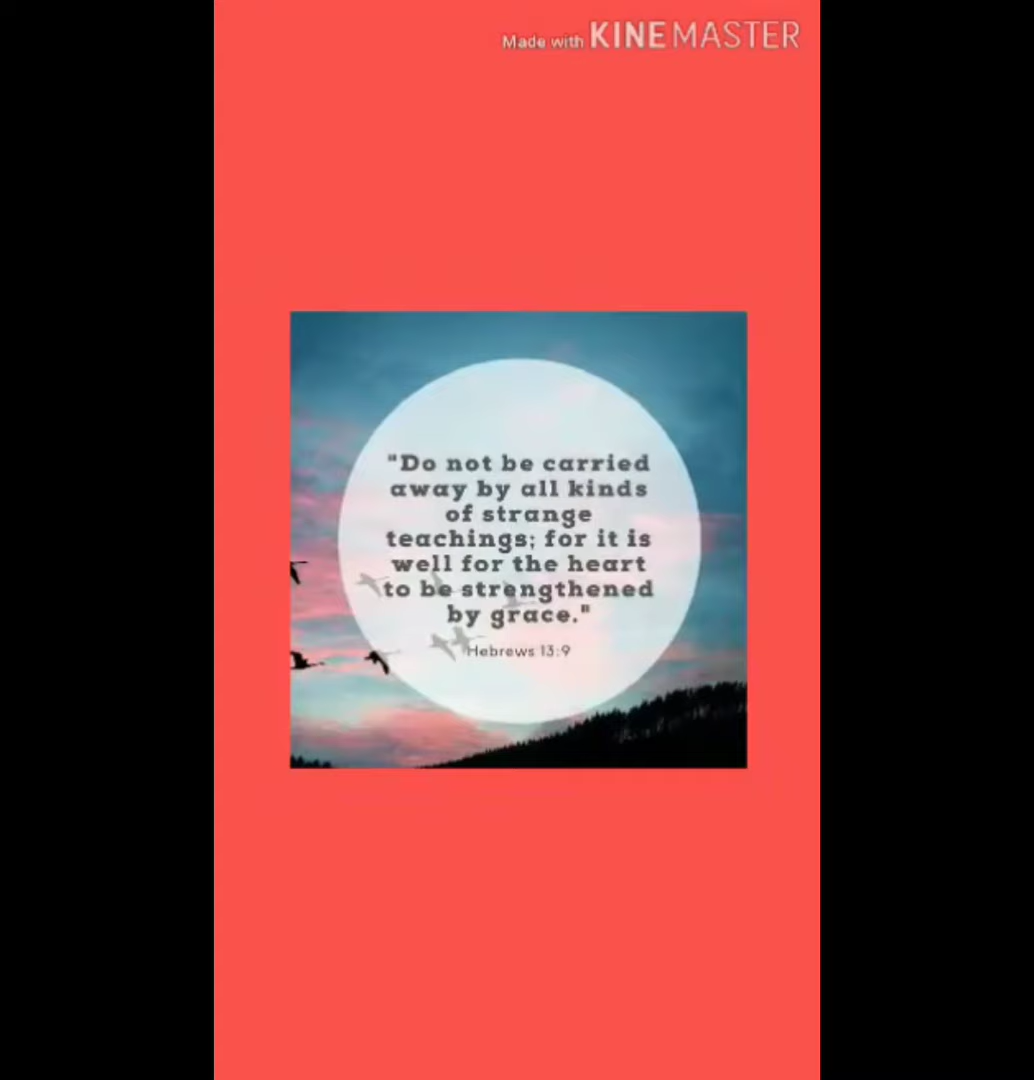 Made with KINEMASTER
"Do not be carried
away by all kinds
of strange
teachings; for it is
well for the heart
to be strengthened
by grace."
Hebrews 13:9